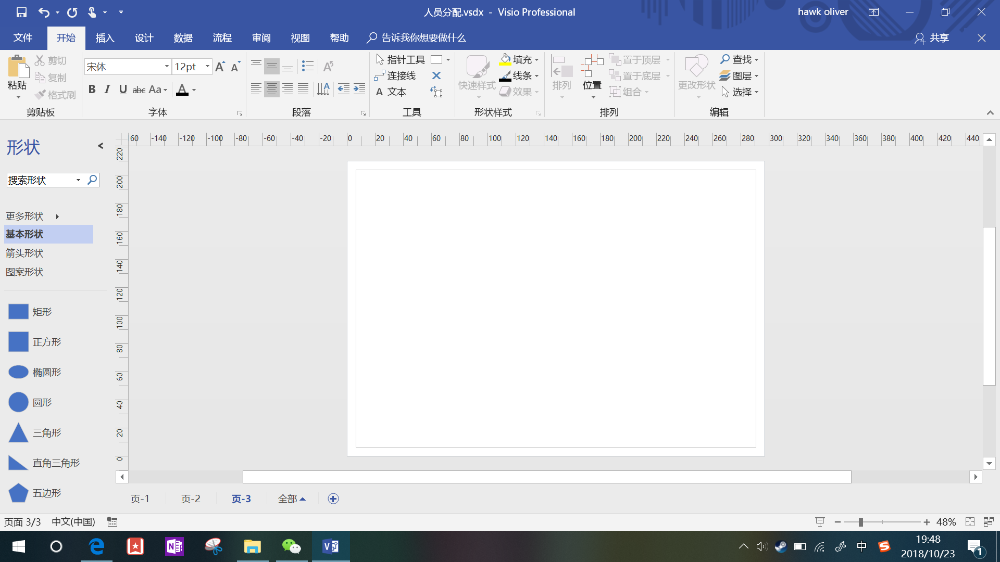 人员分配.vsdx - Visio Professional
hawk oliver
文件 开始 插入 设计 数据 流程 审阅 视图 帮助 告诉我你想要做什么 共享
粘贴
剪切
复制
格式刷
剪贴板
宋体 12pt
B I U abc Aa A
字体
段落
指针工具
连接线
A 文本
工具
快速样式
填充
线条
效果
形状样式
排列
位置
置于顶层
置于底层
组合
排列
更改形状
查找
图层
选择
编辑
形状
搜索形状
更多形状
基本形状
箭头形状
图案形状
矩形
正方形
椭圆形
圆形
三角形
直角三角形
五边形
60 -140 -120 -100 -80 -60 -40 -20 0 20 40 60 80 100 120 140 160 180 200 220 240 260 280 300 320 340 360 380 400 420 440
220
200
180
160
140
120
100
80
60
40
20
0
页-1 页-2 页-3 全部
页面 3/3 中文(中国)
48%
中
19:48
2018/10/23
1